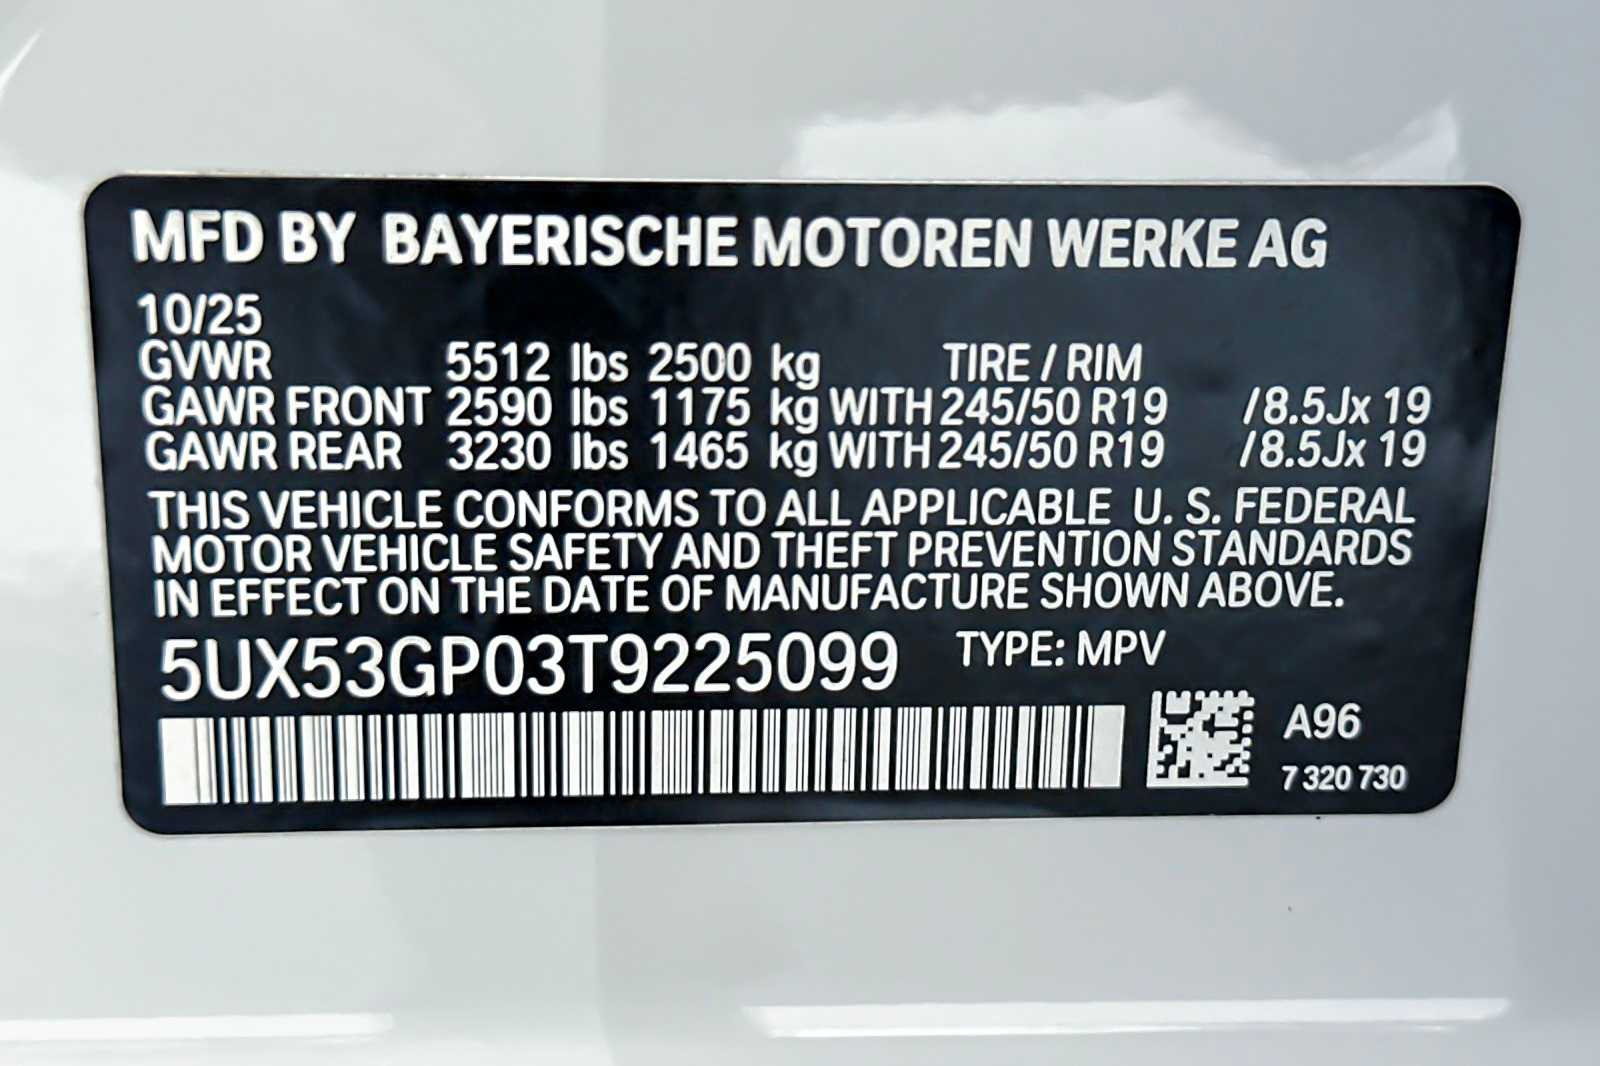 MFD BY BAYERISCHE MOTOREN WERKE AG
10/25
GVWR 5512 lbs 2500 kg TIRE / RIM
GAWR FRONT 2590 lbs 1175 kg WITH 245/50 R19 /8.5Jx 19
GAWR REAR 3230 lbs 1465 kg WITH 245/50 R19 /8.5Jx 19
THIS VEHICLE CONFORMS TO ALL APPLICABLE U. S. FEDERAL
MOTOR VEHICLE SAFETY AND THEFT PREVENTION STANDARDS
IN EFFECT ON THE DATE OF MANUFACTURE SHOWN ABOVE.
5UX53GP03T9225099 TYPE: MPV
A96
7 320 730